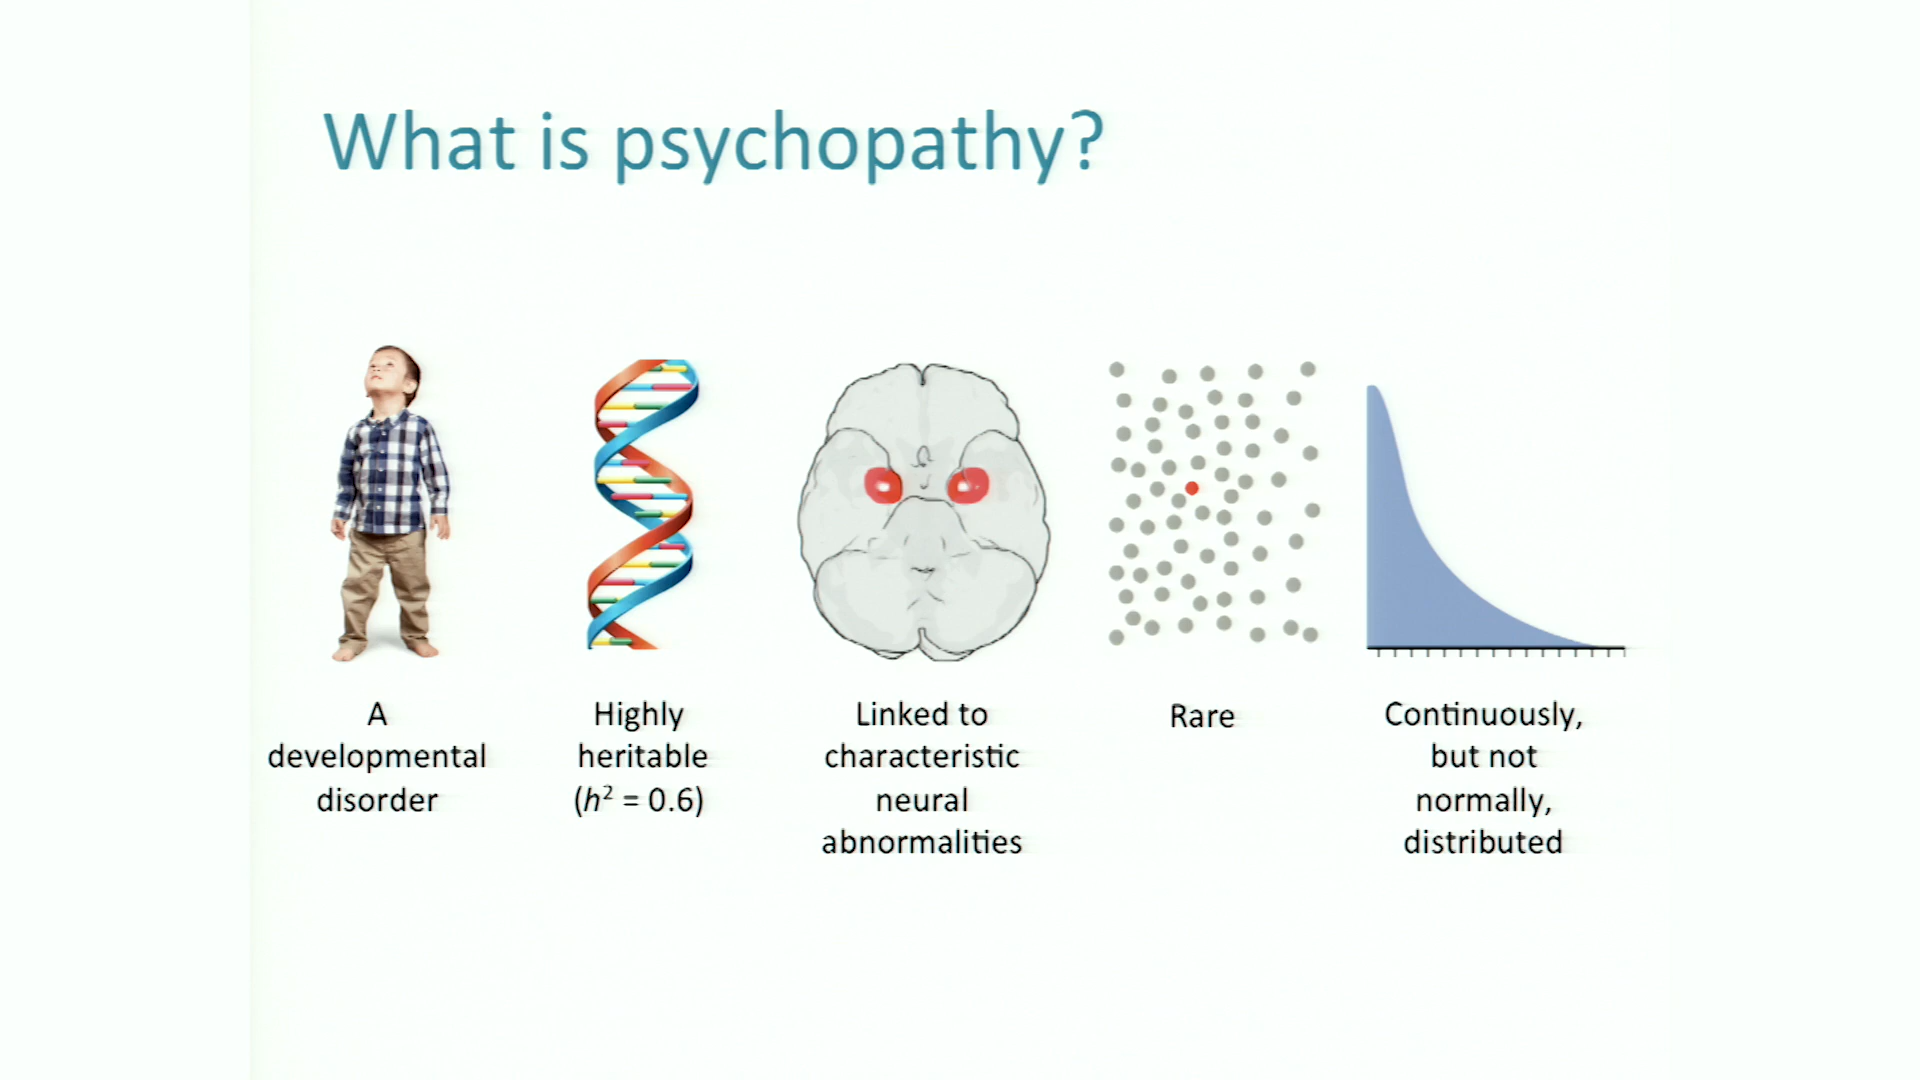 What is psychopathy?
A
developmental
disorder
Highly
heritable
(h² = 0.6)
Linked to
characteristic
neural
abnormalities
Rare
Continuously,
but not
normally,
distributed